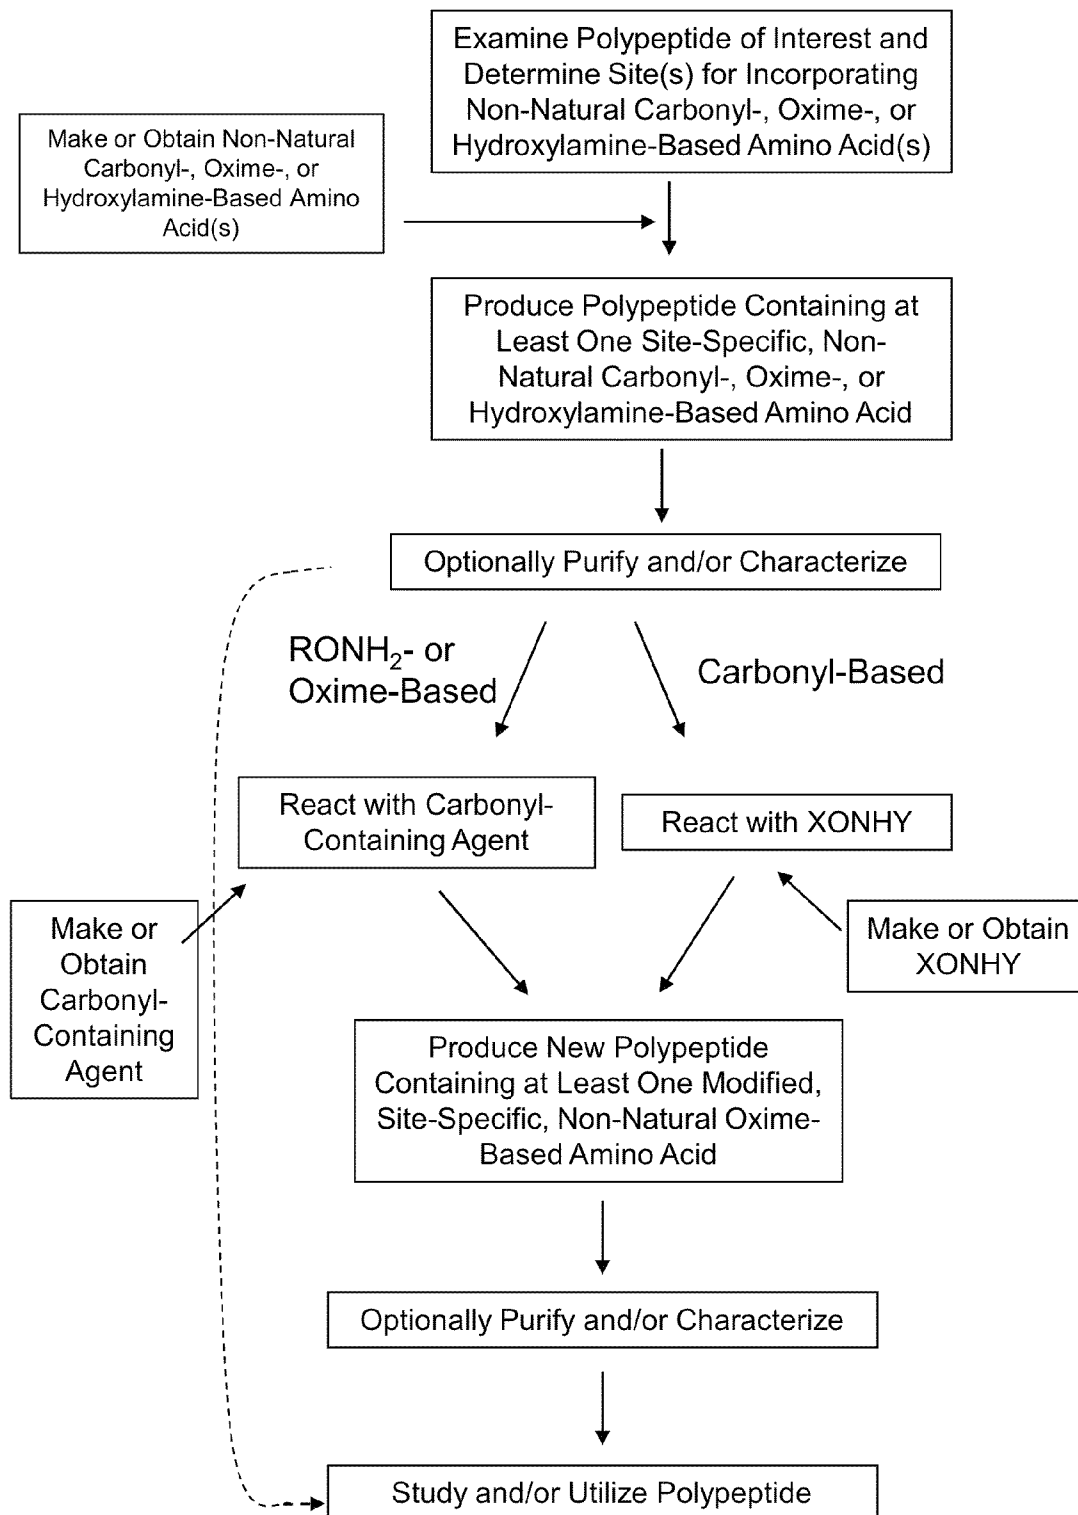 Examine Polypeptide of Interest and
Determine Site(s) for Incorporating
Non-Natural Carbonyl-, Oxime-, or
Hydroxylamine-Based Amino Acid(s)
Make or Obtain Non-Natural
Carbonyl-, Oxime-, or
Hydroxylamine-Based Amino
Acid(s)
Produce Polypeptide Containing at
Least One Site-Specific, Non-
Natural Carbonyl-, Oxime-, or
Hydroxylamine-Based Amino Acid
Optionally Purify and/or Characterize
RONH₂- or
Oxime-Based
Carbonyl-Based
React with Carbonyl-
Containing Agent
React with XONHY
Make or
Obtain
Carbonyl-
Containing
Agent
Make or Obtain
XONHY
Produce New Polypeptide
Containing at Least One Modified,
Site-Specific, Non-Natural Oxime-
Based Amino Acid
Optionally Purify and/or Characterize
Study and/or Utilize Polypeptide